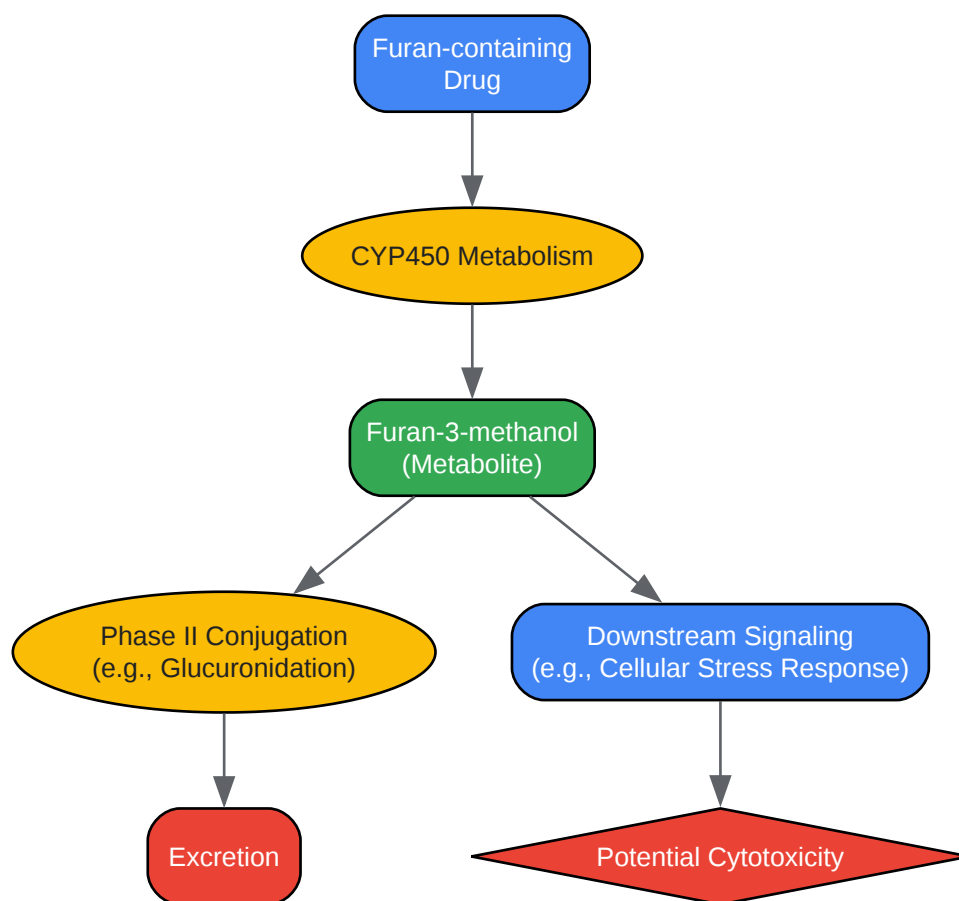 Furan-containing
Drug
CYP450 Metabolism
Furan-3-methanol
(Metabolite)
Phase II Conjugation
(e.g., Glucuronidation)
Downstream Signaling
(e.g., Cellular Stress Response)
Excretion
Potential Cytotoxicity